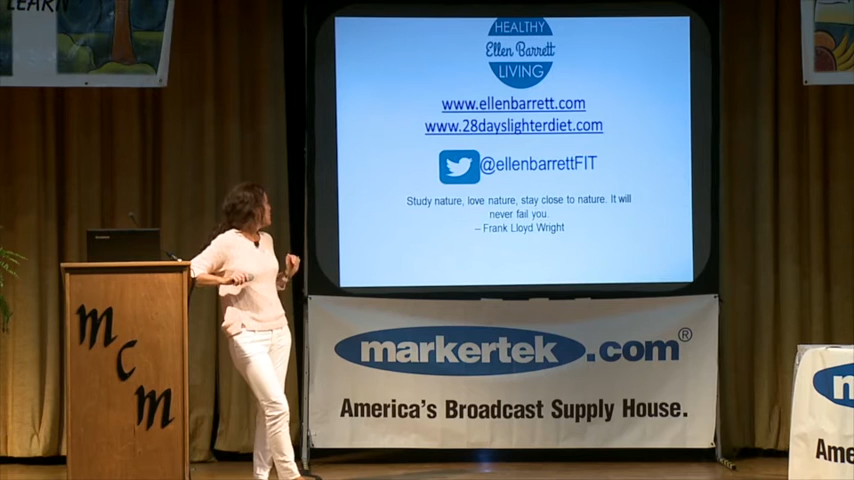 LEARN
HEALTHY
Ellen Barrett
LIVING
www.ellenbarrett.com
www.28dayslighterdiet.com
@ellenbarrettFIT
Study nature, love nature, stay close to nature. It will
never fail you.
– Frank Lloyd Wright
mcm
markertek.com®
America's Broadcast Supply House.
m
Ame